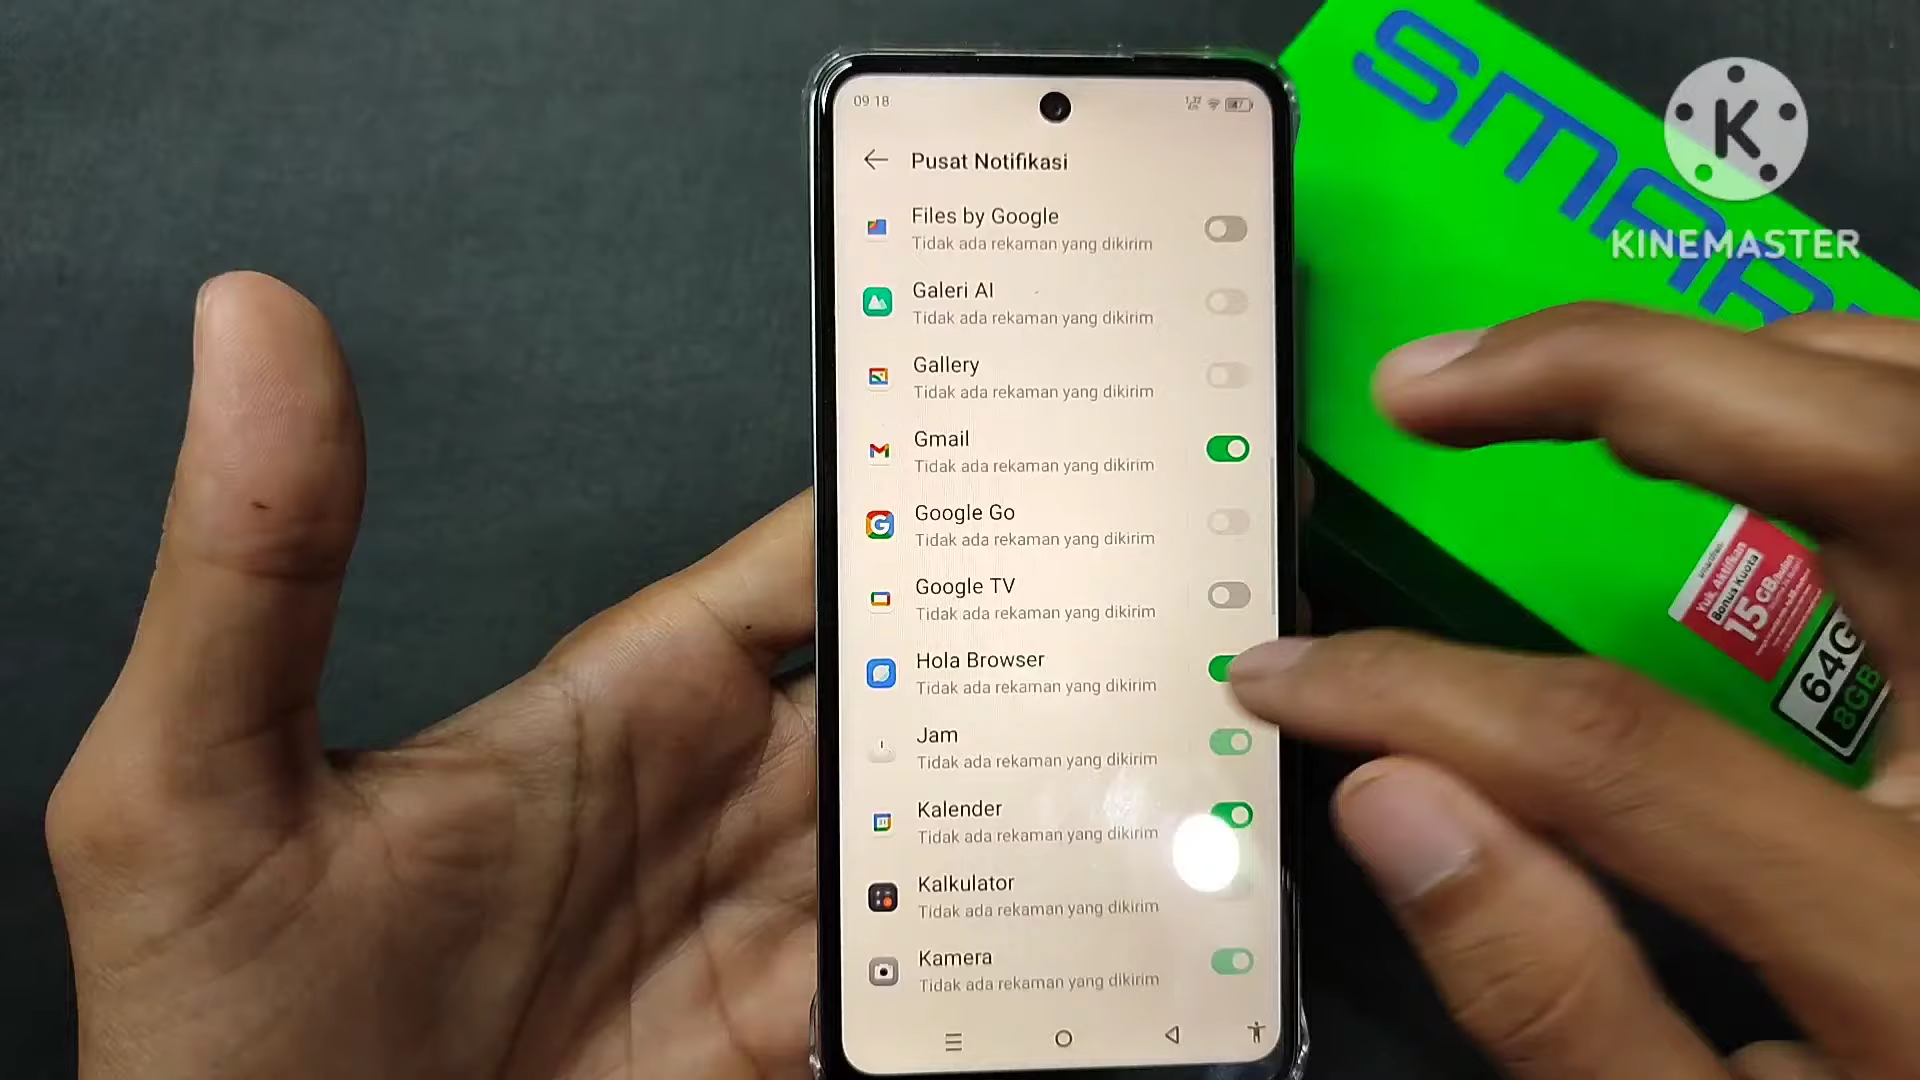 09 18
Pusat Notifikasi
Files by Google
Tidak ada rekaman yang dikirim
Galeri AI
Tidak ada rekaman yang dikirim
Gallery
Tidak ada rekaman yang dikirim
Gmail
Tidak ada rekaman yang dikirim
Google Go
Tidak ada rekaman yang dikirim
Google TV
Tidak ada rekaman yang dikirim
Hola Browser
Tidak ada rekaman yang dikirim
Jam
Tidak ada rekaman yang dikirim
Kalender
Tidak ada rekaman yang dikirim
Kalkulator
Tidak ada rekaman yang dikirim
Kamera
Tidak ada rekaman yang dikirim
SMAR
K
KINEMASTER
Yuk, Aktifkan
Bonus Kuota
15GB/bulan
64G
8GB